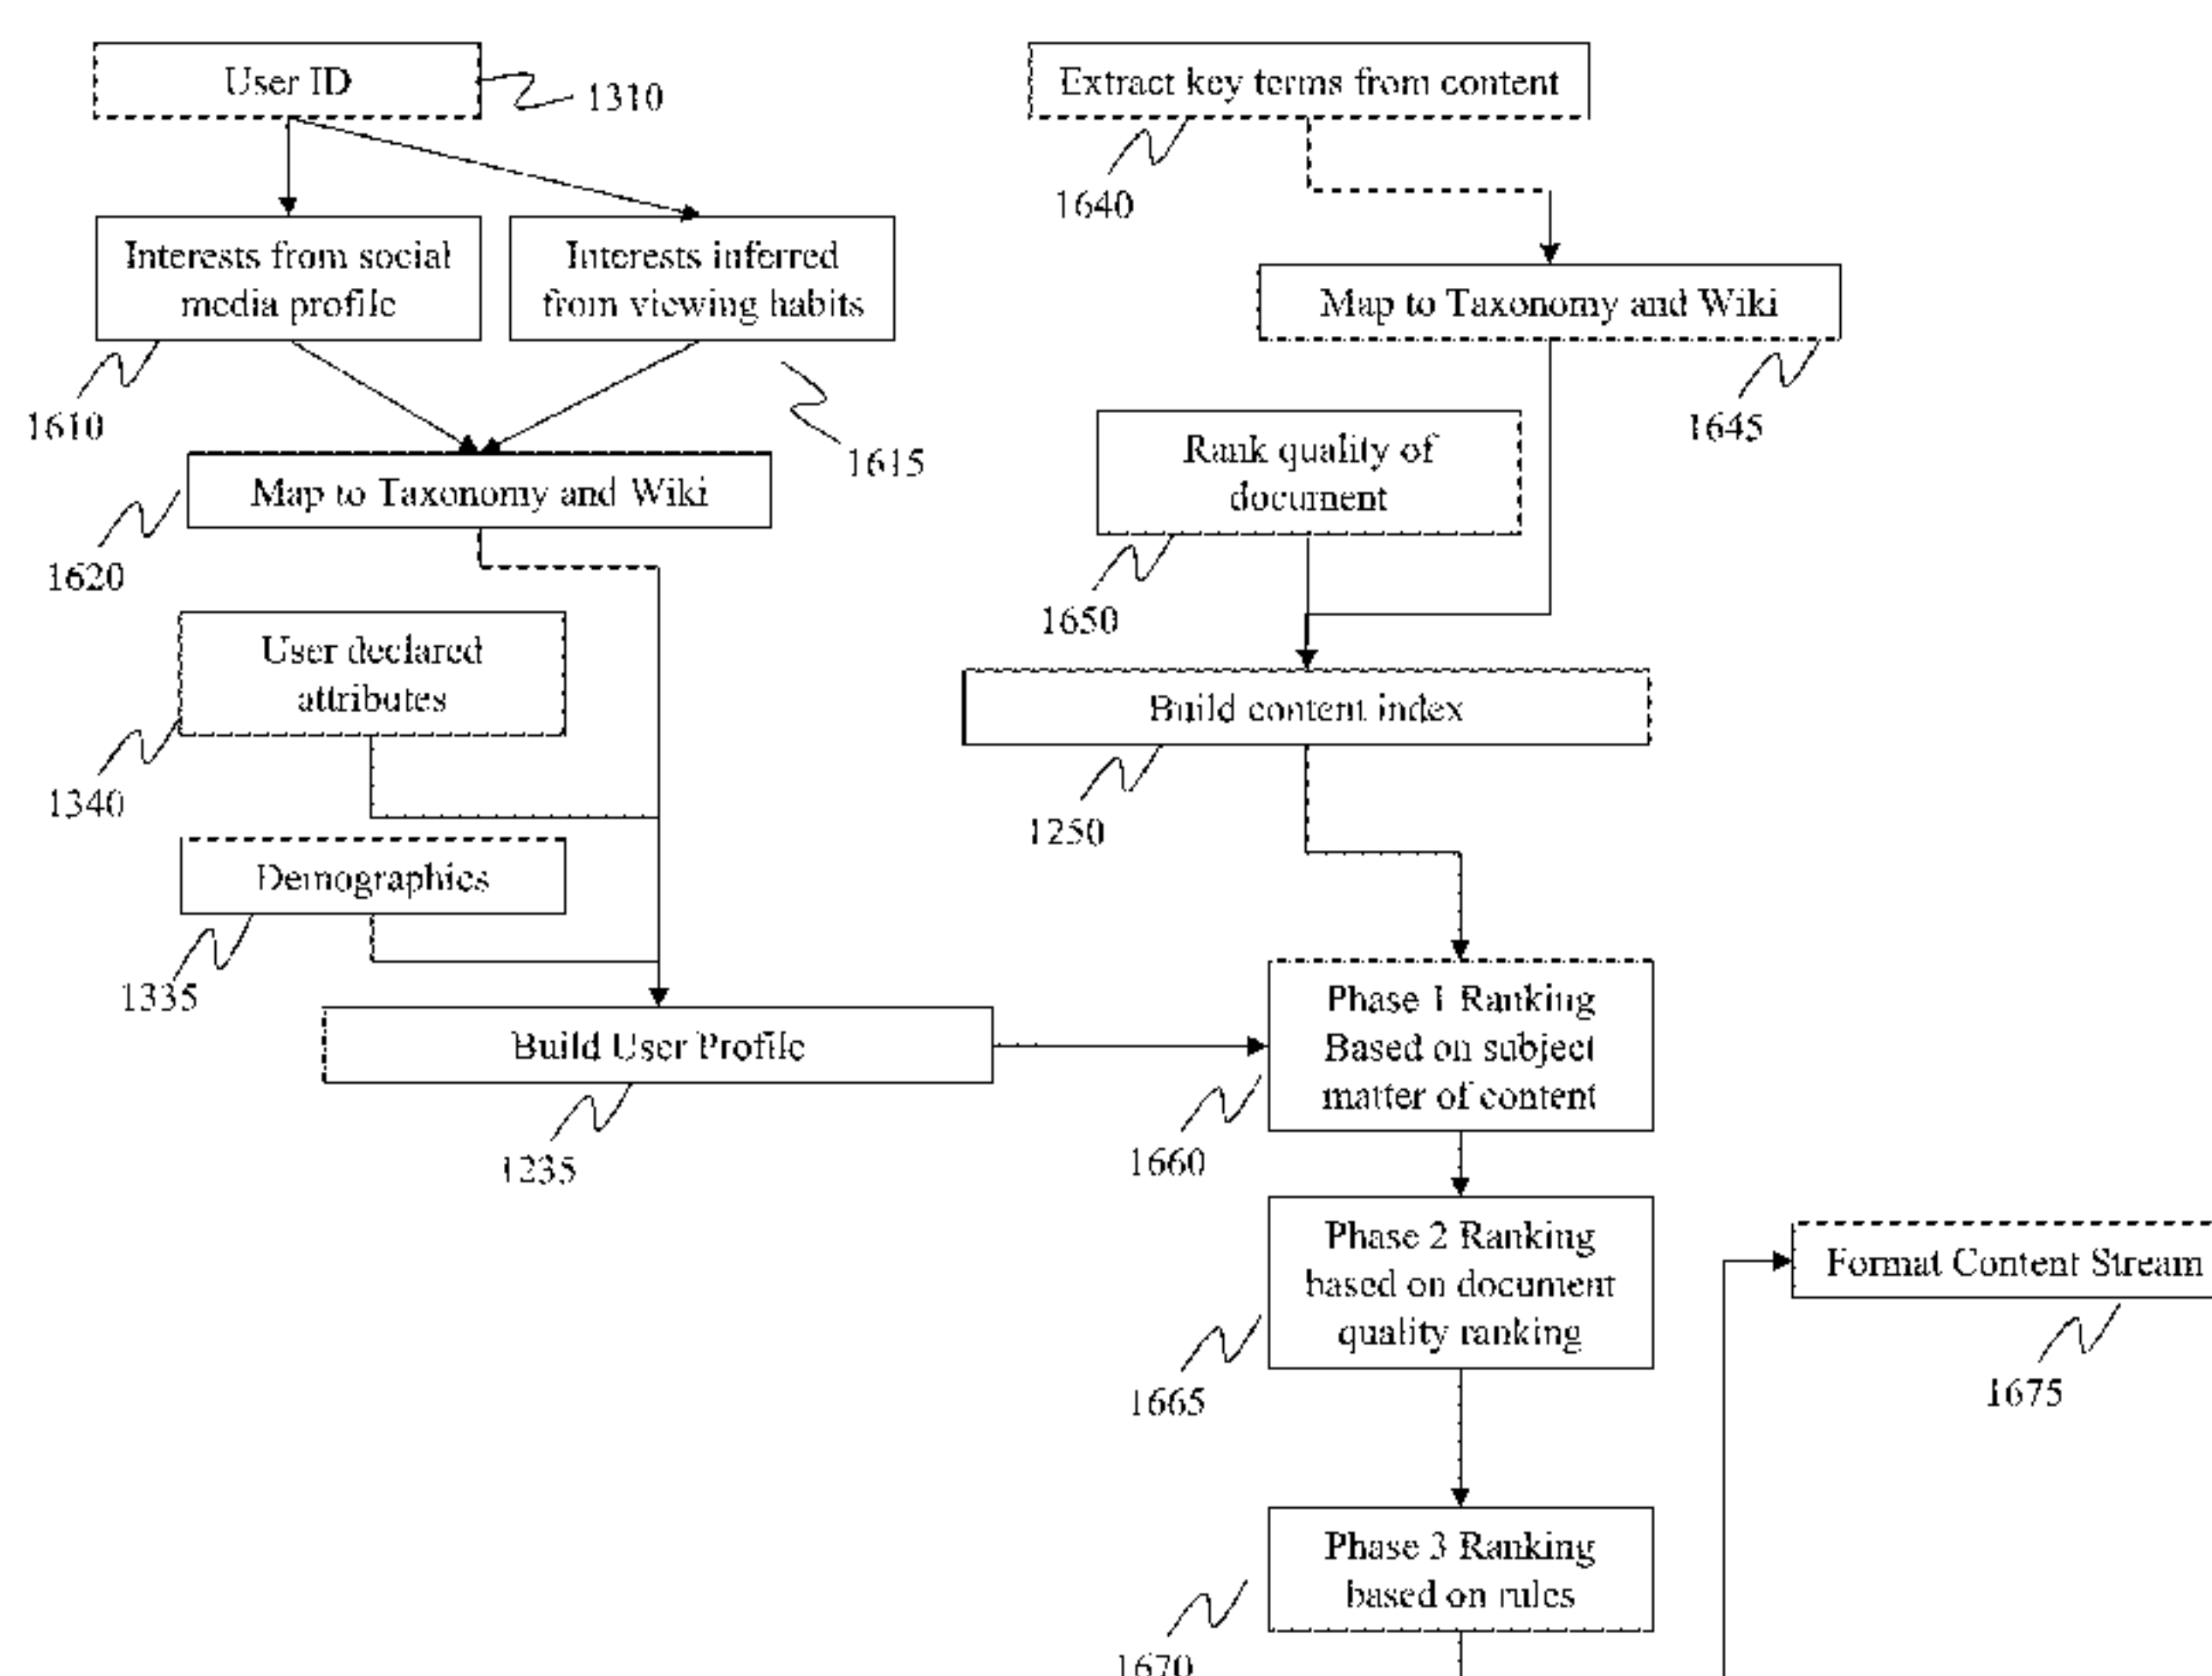 User ID
1310
Interests from social
media profile
1610
Interests inferred
from viewing habits
1615
Map to Taxonomy and Wiki
1620
User declared
attributes
1340
Demographics
1335
Build User Profile
1235
Extract key terms from content
1640
Map to Taxonomy and Wiki
1645
Rank quality of
document
1650
Build content index
1250
Phase 1 Ranking
Based on subject
matter of content
1660
Phase 2 Ranking
based on document
quality ranking
1665
Phase 3 Ranking
based on rules
1670
Format Content Stream
1675